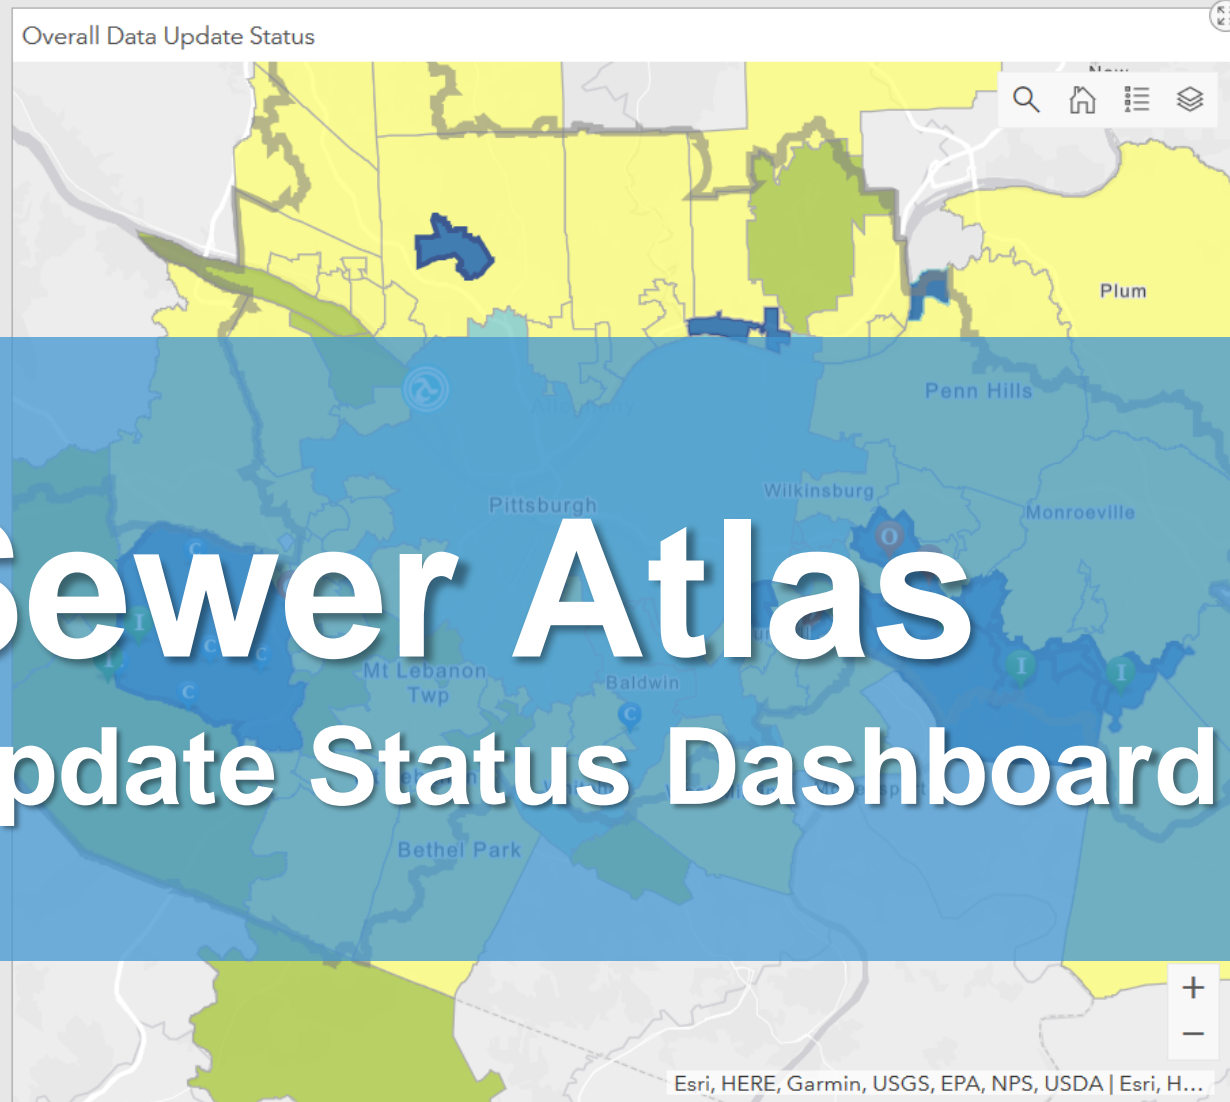 Overall Data Update Status
Plum
Penn Hills
Pittsburgh
Wilkinsburg
Monroeville
O
C
I
C
C
I
I
Sewer Atlas
Mt Lebanon
Twp
Baldwin
C
C
pdate Status Dashboard
Bethel Park
+
−
Esri, HERE, Garmin, USGS, EPA, NPS, USDA | Esri, H...